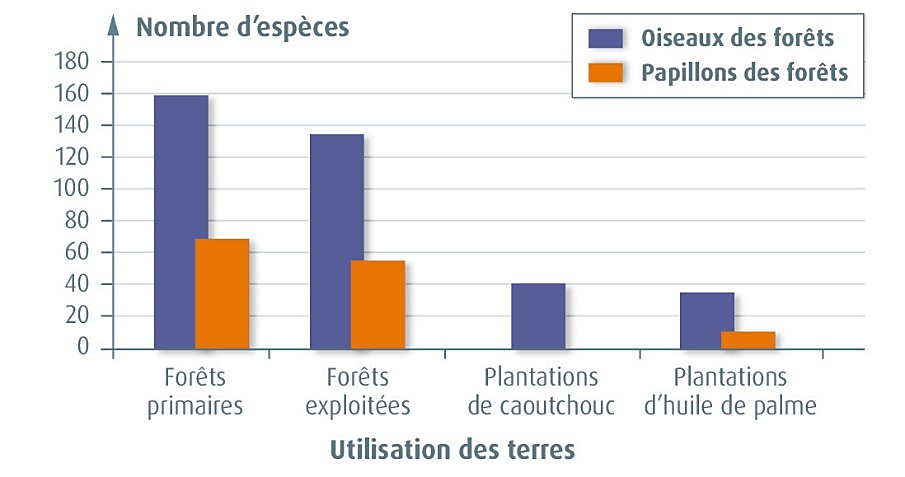 Nombre d’espèces
Oiseaux des forêts
Papillons des forêts
180
160
140
120
100
80
60
40
20
0
Forêts
primaires
Forêts
exploitées
Plantations
de caoutchouc
Plantations
d’huile de palme
Utilisation des terres